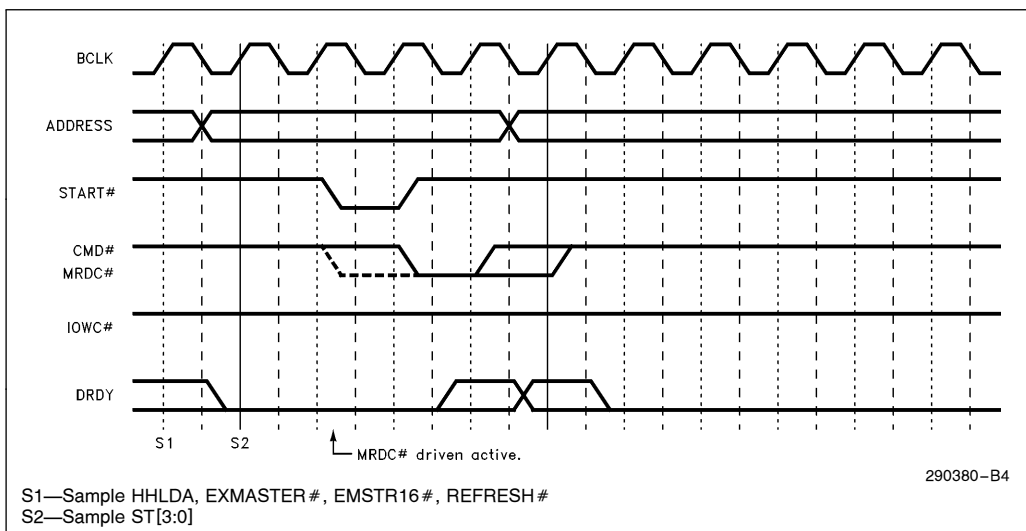 BCLK
ADDRESS
START#
CMD#
MRDC#
IOWC#
DRDY
S1 S2
MRDC# driven active.
290380–B4
S1—Sample HHLDA, EXMASTER#, EMSTR16#, REFRESH#
S2—Sample ST[3:0]